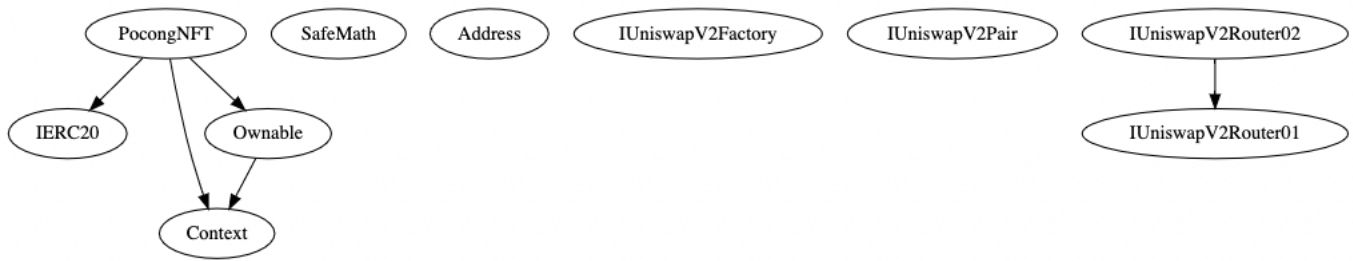 PocongNFT
SafeMath
Address
IUniswapV2Factory
IUniswapV2Pair
IUniswapV2Router02
IERC20
Ownable
IUniswapV2Router01
Context